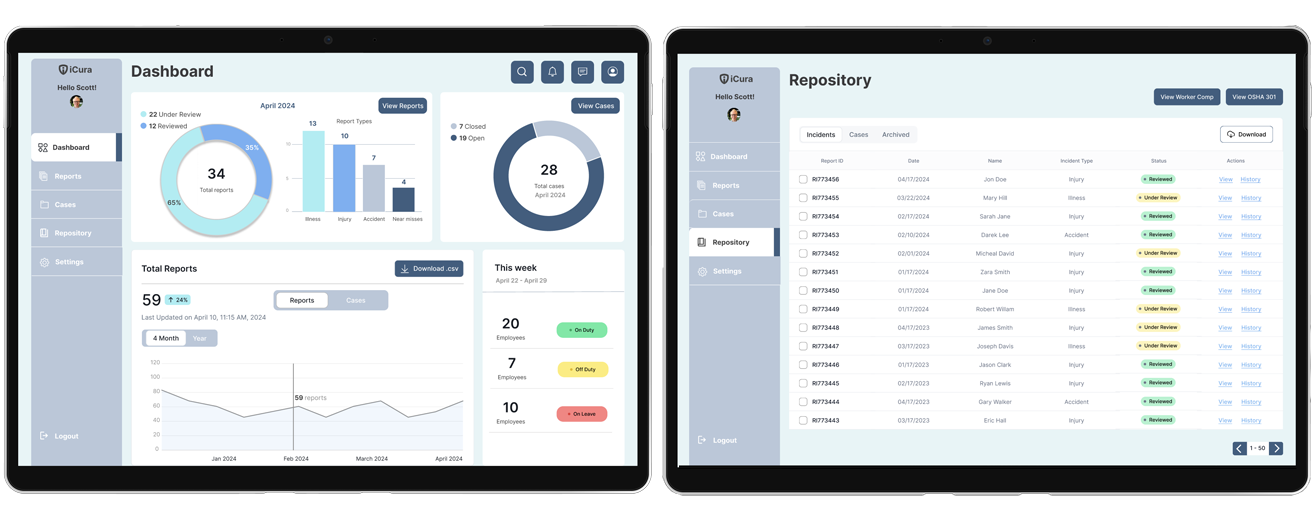 iCura
Hello Scott!
Dashboard
Reports
Cases
Repository
Settings
Logout
Dashboard
22 Under Review
12 Reviewed
April 2024
View Reports
35%
65%
34
Total reports
Report Types
13
10
7
4
10
5
0
Illness Injury Accident Near misses
View Cases
7 Closed
19 Open
28
Total cases
April 2024
Total Reports
Download .csv
59 ↑ 24%
Reports Cases
Last Updated on April 10, 11:15 AM, 2024
4 Month Year
120
100
80
60
40
20
0
59 reports
Jan 2024 Feb 2024 March 2024 April 2024
This week
April 22 - April 29
20
Employees
On Duty
7
Employees
Off Duty
10
Employees
On Leave
iCura
Hello Scott!
Dashboard
Reports
Cases
Repository
Settings
Logout
Repository
View Worker Comp View OSHA 301
Incidents Cases Archived Download
Report ID Date Name Incident Type Status Actions
RI773456 04/17/2024 Jon Doe Injury Reviewed View History
RI773455 03/22/2024 Mary Hill Illness Under Review View History
RI773454 02/17/2024 Sarah Jane Injury Reviewed View History
RI773453 02/10/2024 Darek Lee Accident Reviewed View History
RI773452 02/01/2024 Micheal David Injury Under Review View History
RI773451 01/17/2024 Zara Smith Injury Reviewed View History
RI773450 01/17/2024 Jane Doe Injury Reviewed View History
RI773449 01/17/2024 Robert Willam Illness Under Review View History
RI773448 04/17/2023 James Smith Injury Under Review View History
RI773447 03/17/2023 Joseph Davis Illness Under Review View History
RI773446 01/17/2023 Jason Clark Injury Reviewed View History
RI773445 02/17/2023 Ryan Lewis Injury Reviewed View History
RI773444 04/17/2023 Gary Walker Accident Reviewed View History
RI773443 03/17/2023 Eric Hall Injury Reviewed View History
1 - 50